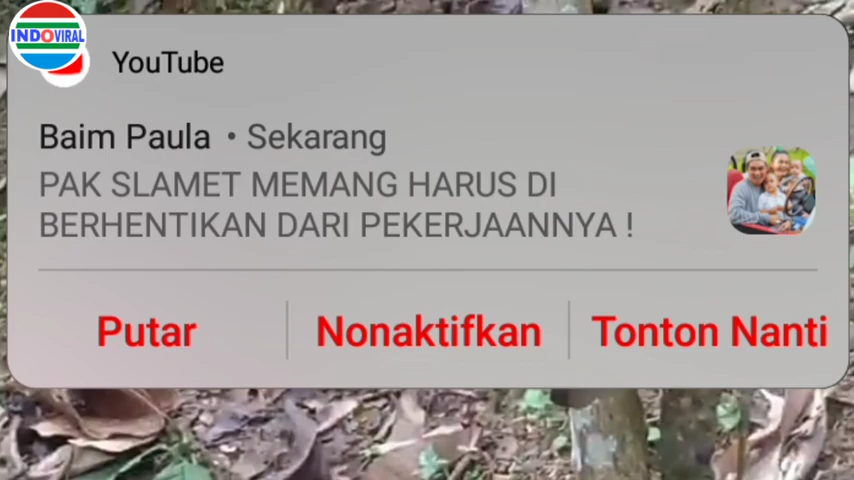 INDOVIRAL
YouTube
Baim Paula • Sekarang
PAK SLAMET MEMANG HARUS DI
BERHENTIKAN DARI PEKERJAANNYA !
Putar
Nonaktifkan
Tonton Nanti